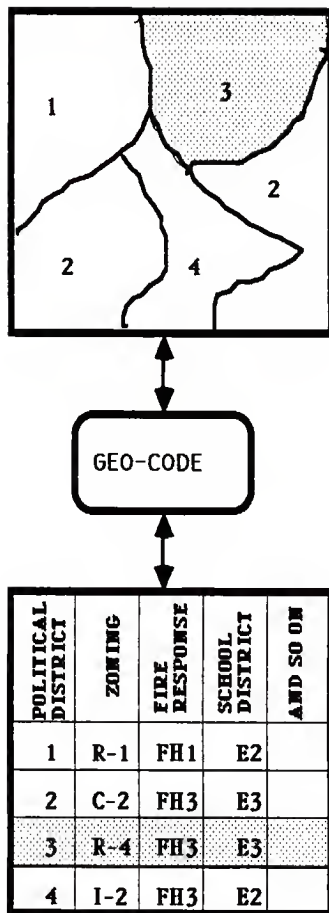 1
3
2
2
4
GEO-CODE
POLITICAL DISTRICT ZONING FIRE RESPONSE SCHOOL DISTRICT AND SO ON
1 R-1 FH1 E2
2 C-2 FH3 E3
3 R-4 FH3 E3
4 I-2 FH3 E2